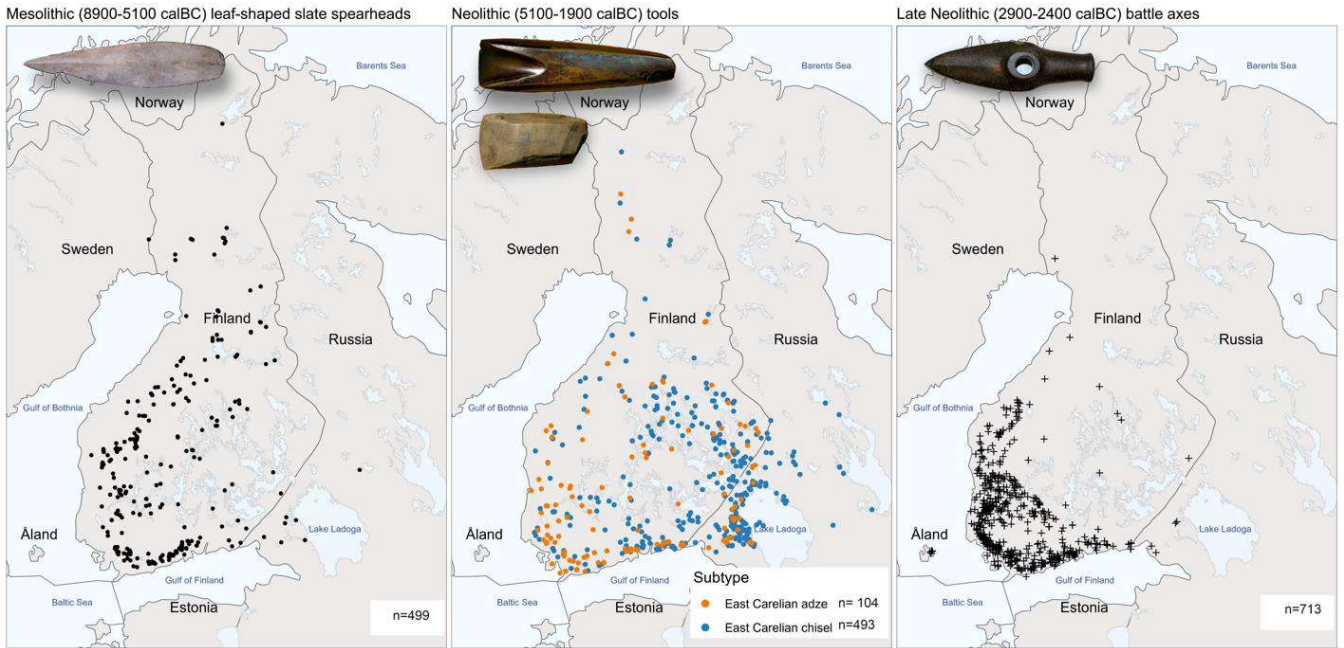 Mesolithic (8900-5100 calBC) leaf-shaped slate spearheads
Barents Sea
Norway
Sweden
Finland
Russia
Gulf of Bothnia
Åland
Lake Ladoga
Gulf of Finland
Baltic Sea
Estonia
n=499
Neolithic (5100-1900 calBC) tools
Barents Sea
Norway
Sweden
Finland
Russia
Gulf of Bothnia
Åland
Lake Ladoga
Gulf of Finland
Baltic Sea
Estonia
Subtype
East Carelian adze n= 104
East Carelian chisel n=493
Late Neolithic (2900-2400 calBC) battle axes
Barents Sea
Norway
Sweden
Finland
Russia
Gulf of Bothnia
Åland
Lake Ladoga
Gulf of Finland
Baltic Sea
Estonia
n=713